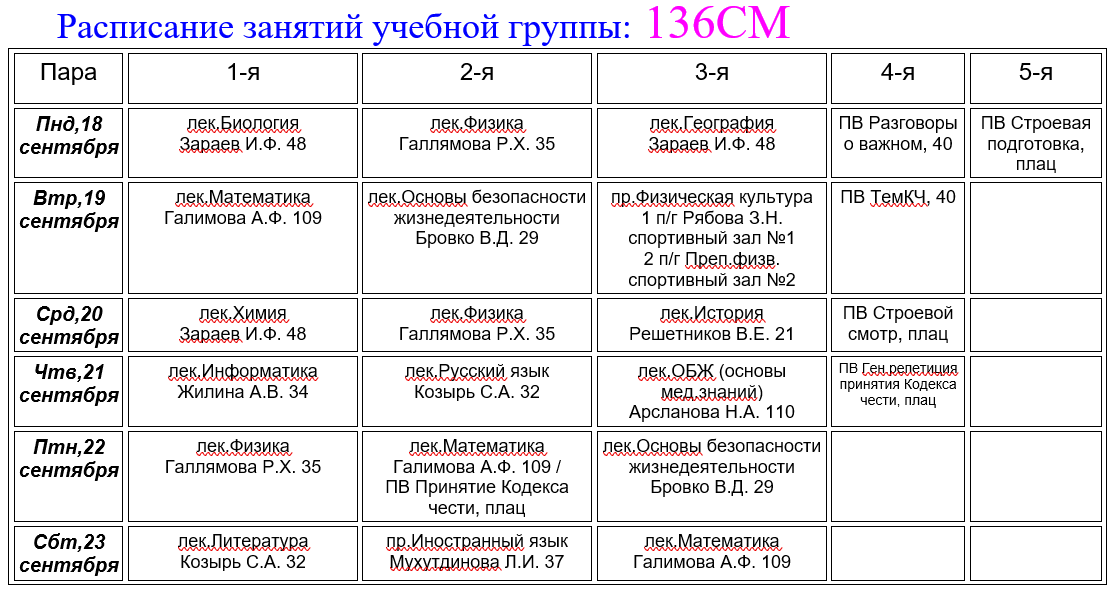 Расписание занятий учебной группы: 136СМ
Пара
1-я
2-я
3-я
4-я
5-я
Пнд,18
сентября
лек.Биология
Зараев И.Ф. 48
лек.Физика
Галлямова Р.Х. 35
лек.География
Зараев И.Ф. 48
ПВ Разговоры
о важном, 40
ПВ Строевая
подготовка,
плац
Втр,19
сентября
лек.Математика
Галимова А.Ф. 109
лек.Основы безопасности
жизнедеятельности
Бровко В.Д. 29
пр.Физическая культура
1 п/г Рябова З.Н.
спортивный зал №1
2 п/г Преп.физв.
спортивный зал №2
ПВ ТемКЧ, 40
Срд,20
сентября
лек.Химия
Зараев И.Ф. 48
лек.Физика
Галлямова Р.Х. 35
лек.История
Решетников В.Е. 21
ПВ Строевой
смотр, плац
Чтв,21
сентября
лек.Информатика
Жилина А.В. 34
лек.Русский язык
Козырь С.А. 32
лек.ОБЖ (основы
мед.знаний)
Арсланова Н.А. 110
ПВ Ген.репетиция
принятия Кодекса
чести, плац
Птн,22
сентября
лек.Физика
Галлямова Р.Х. 35
лек.Математика
Галимова А.Ф. 109 /
ПВ Принятие Кодекса
чести, плац
лек.Основы безопасности
жизнедеятельности
Бровко В.Д. 29
Сбт,23
сентября
лек.Литература
Козырь С.А. 32
пр.Иностранный язык
Мухутдинова Л.И. 37
лек.Математика
Галимова А.Ф. 109